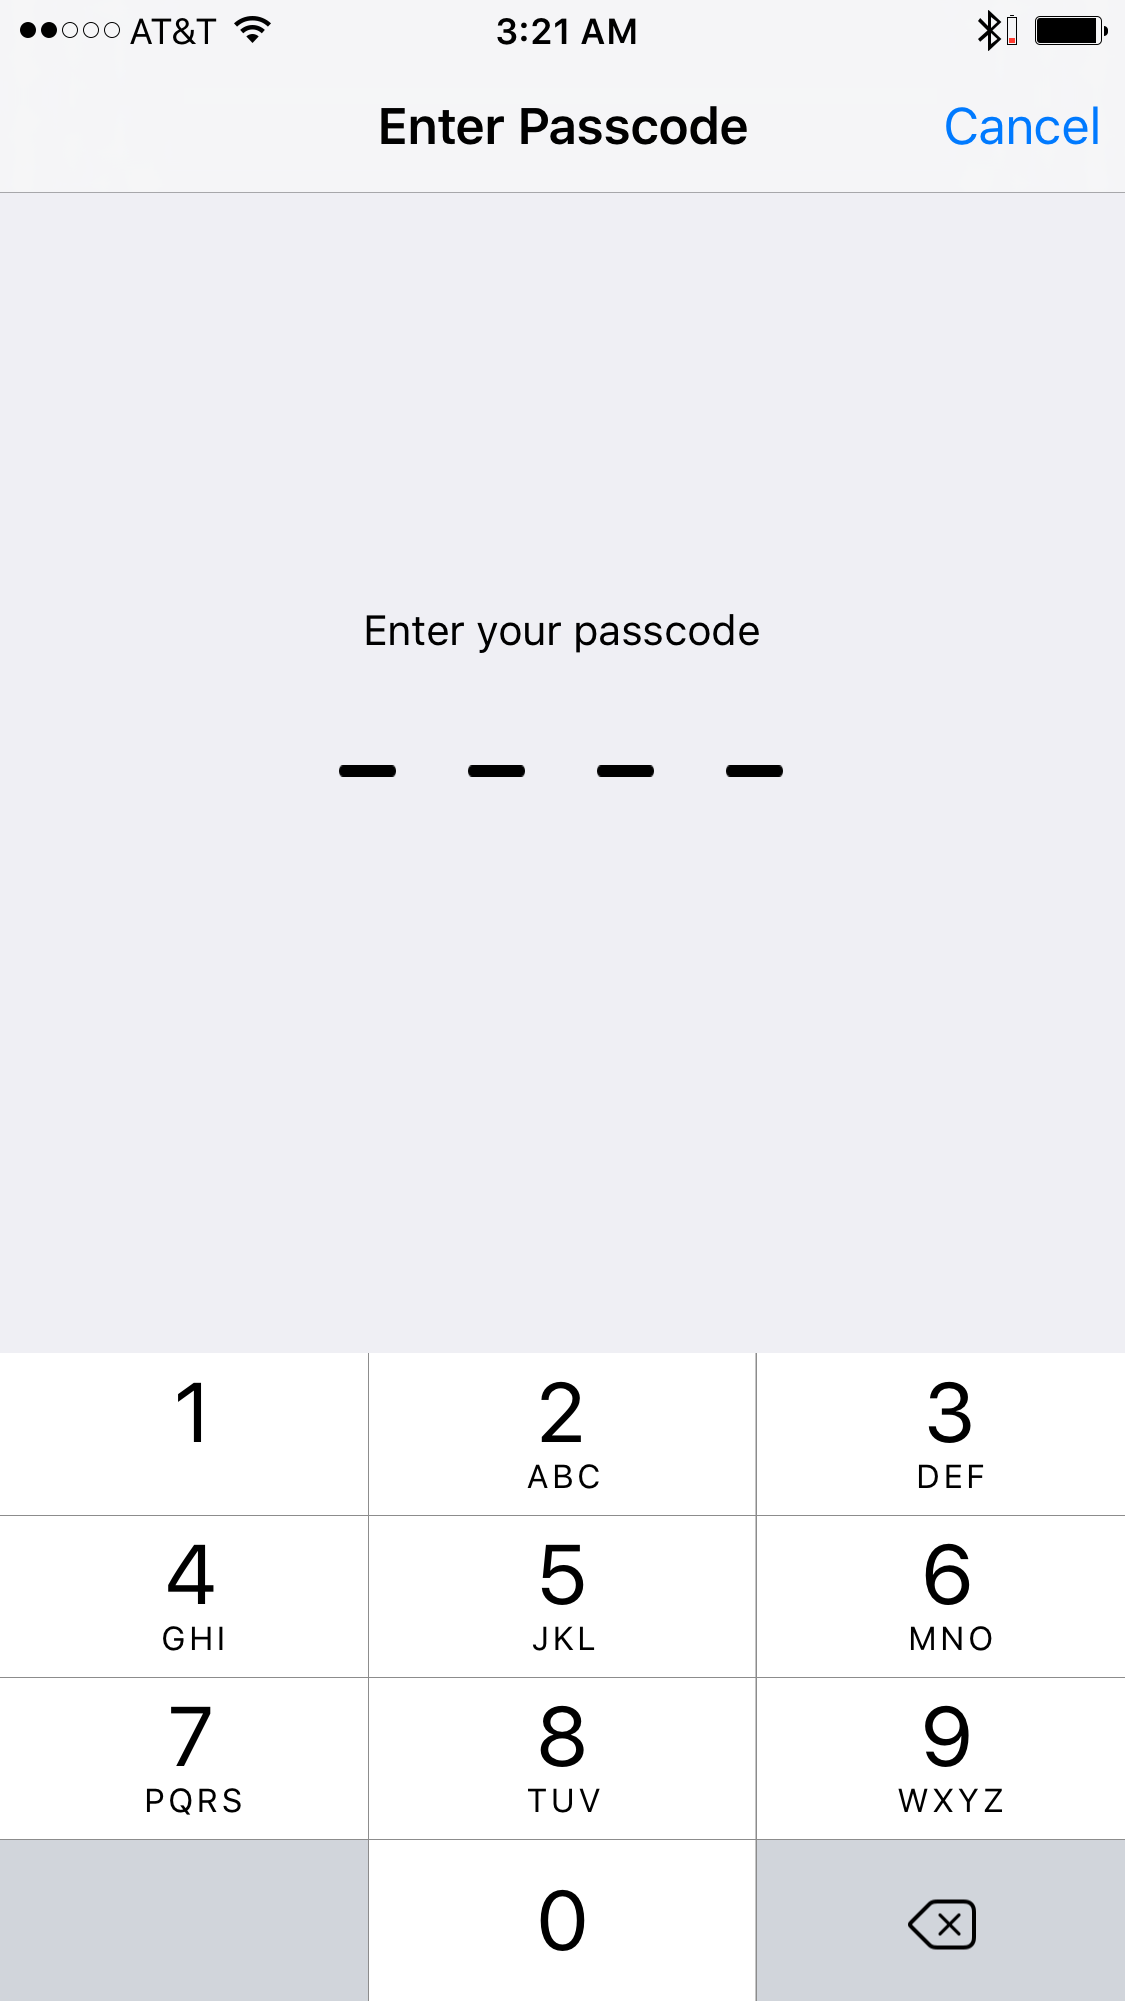 AT&T 3:21 AM
Enter Passcode Cancel
Enter your passcode
1 2 3
ABC DEF
4 5 6
GHI JKL MNO
7 8 9
PQRS TUV WXYZ
0